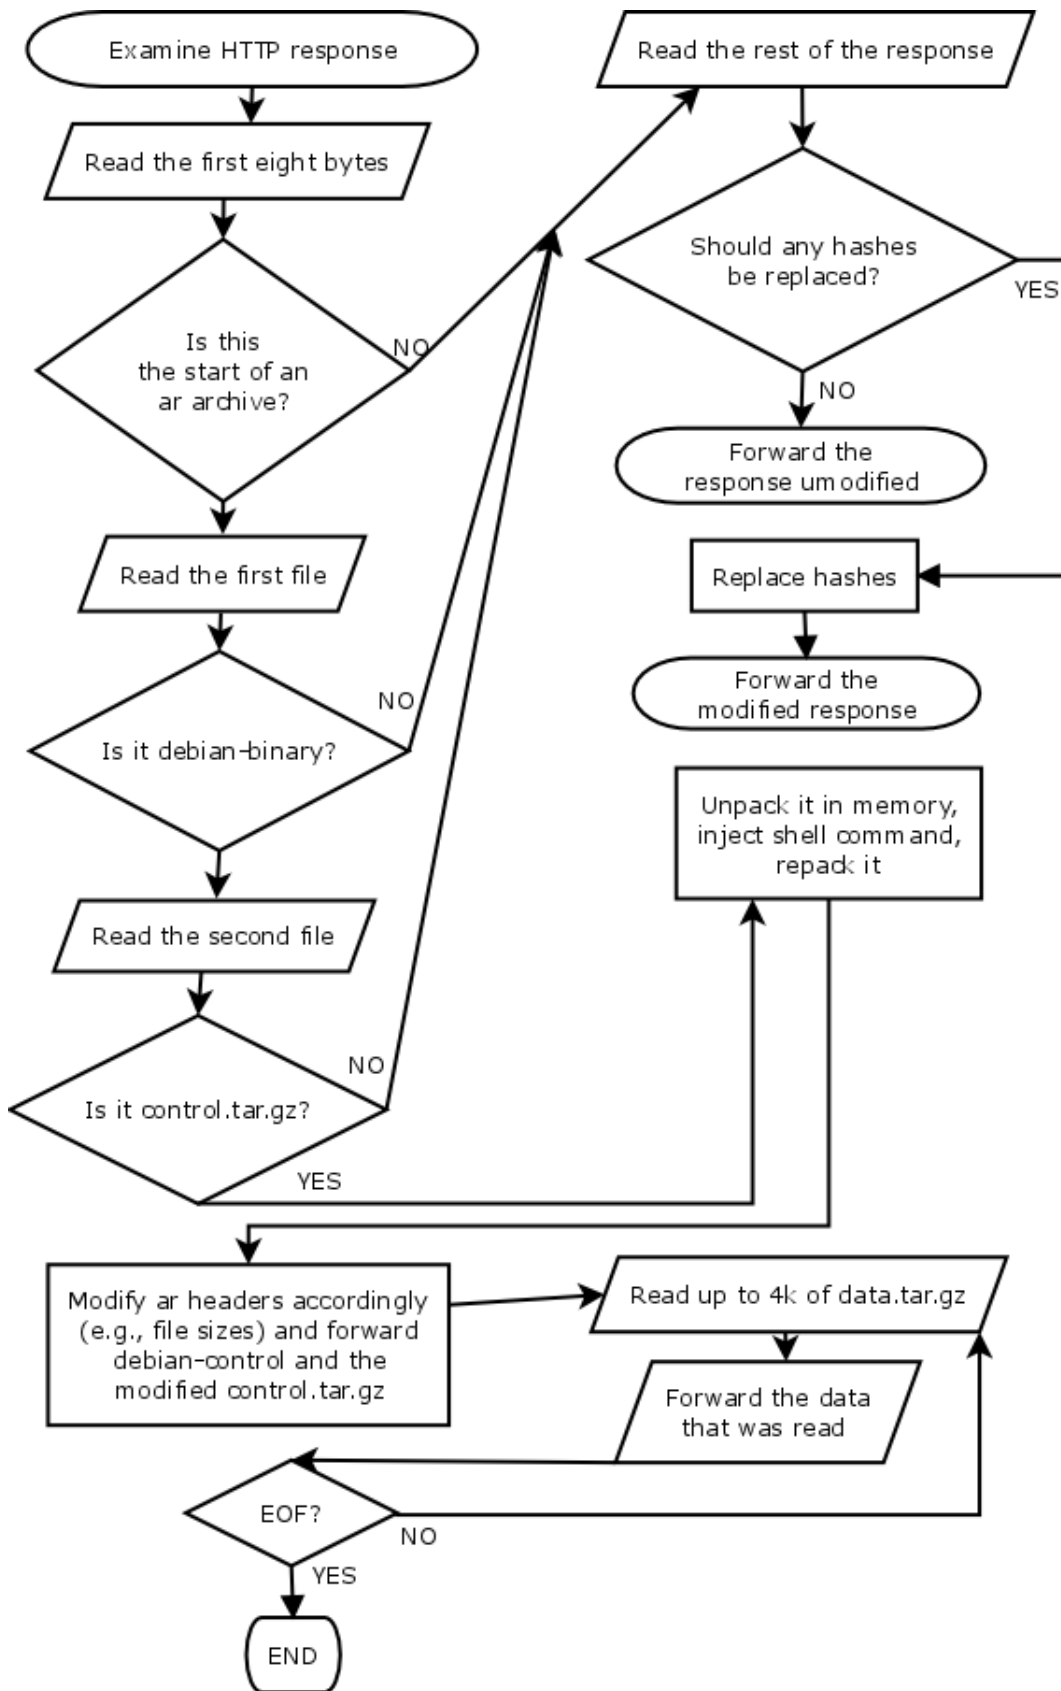 Examine HTTP response
Read the first eight bytes
Is this
the start of an
ar archive?
NO
Read the first file
Is it debian-binary?
NO
Read the second file
Is it control.tar.gz?
NO
YES
Read the rest of the response
Should any hashes
be replaced?
YES
NO
Forward the
response umodified
Replace hashes
Forward the
modified response
Unpack it in memory,
inject shell command,
repack it
Modify ar headers accordingly
(e.g., file sizes) and forward
debian-control and the
modified control.tar.gz
Read up to 4k of data.tar.gz
Forward the data
that was read
EOF?
NO
YES
END